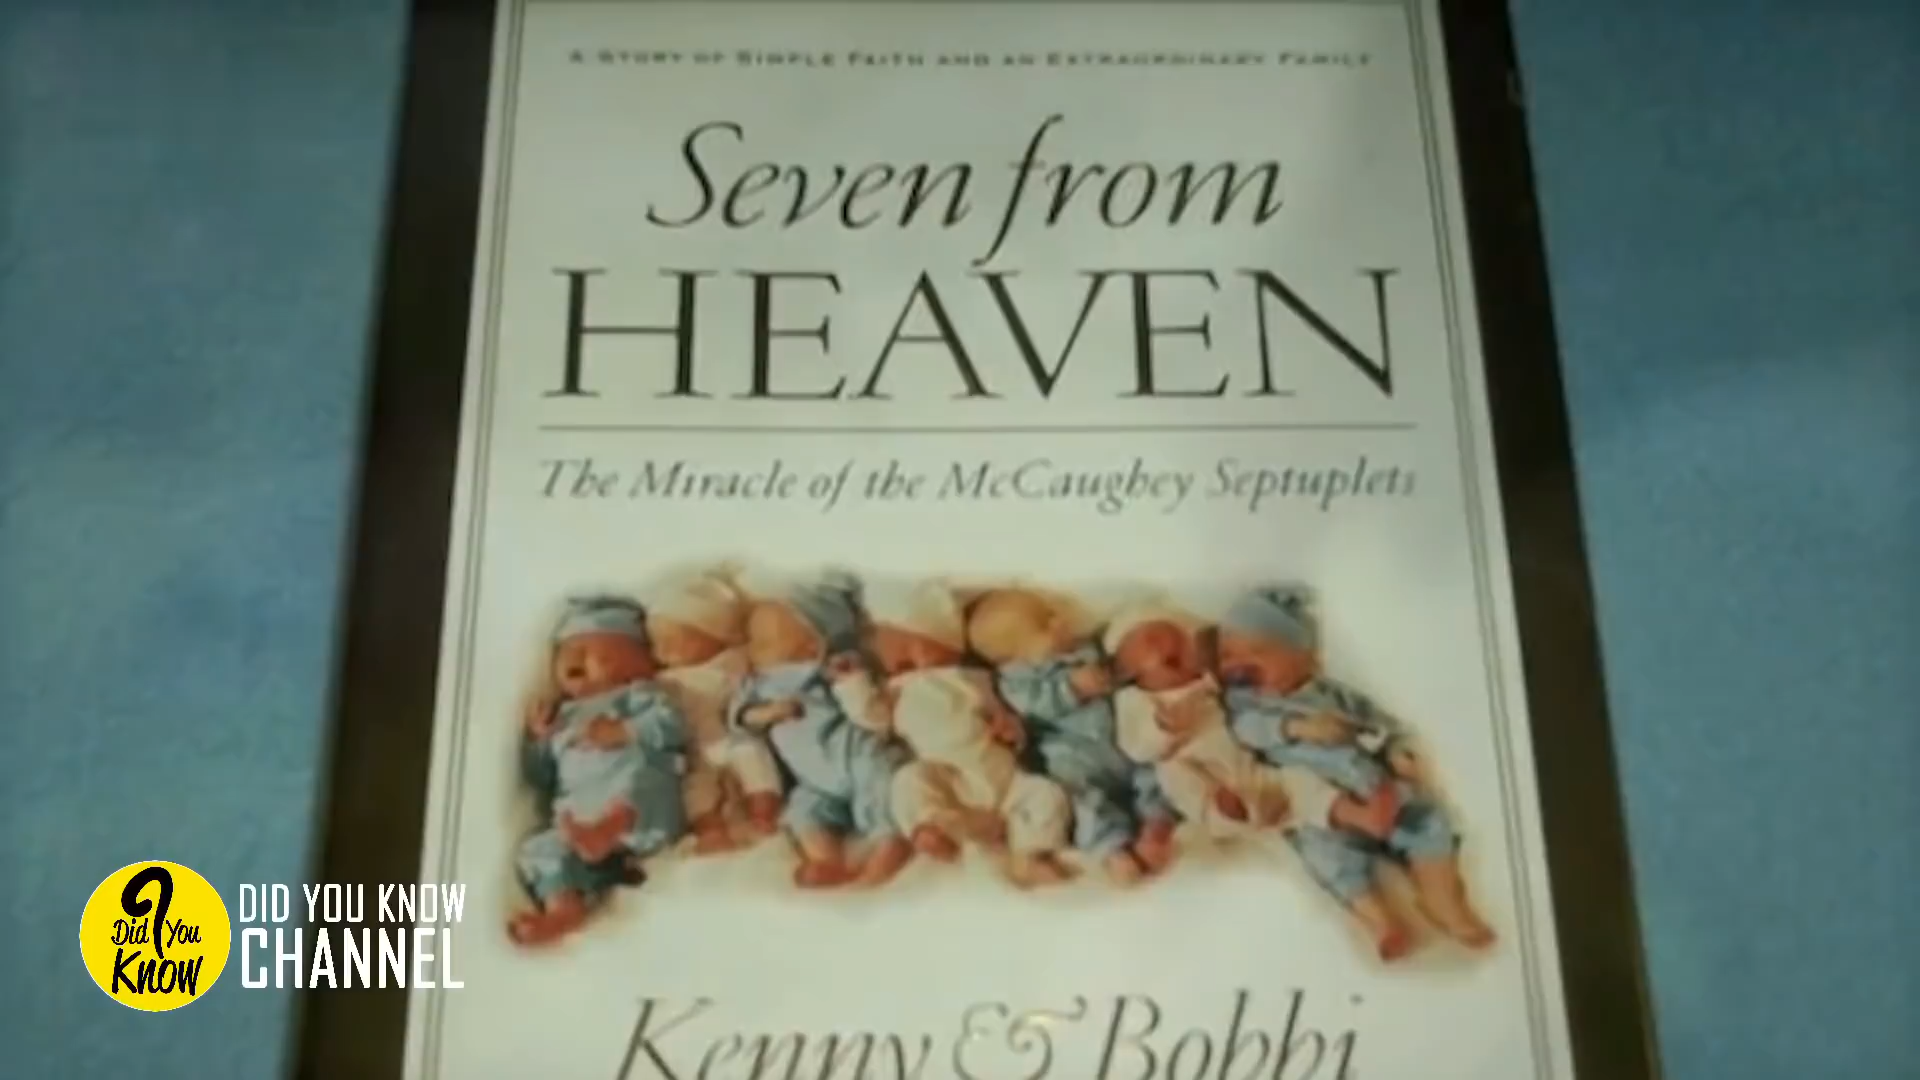 A STORY OF SIMPLE FAITH AND AN EXTRAORDINARY FAMILY
Seven from
HEAVEN
The Miracle of the McCaughey Septuplets
Kenny & Bobbi
Did You
Know
DID YOU KNOW
CHANNEL